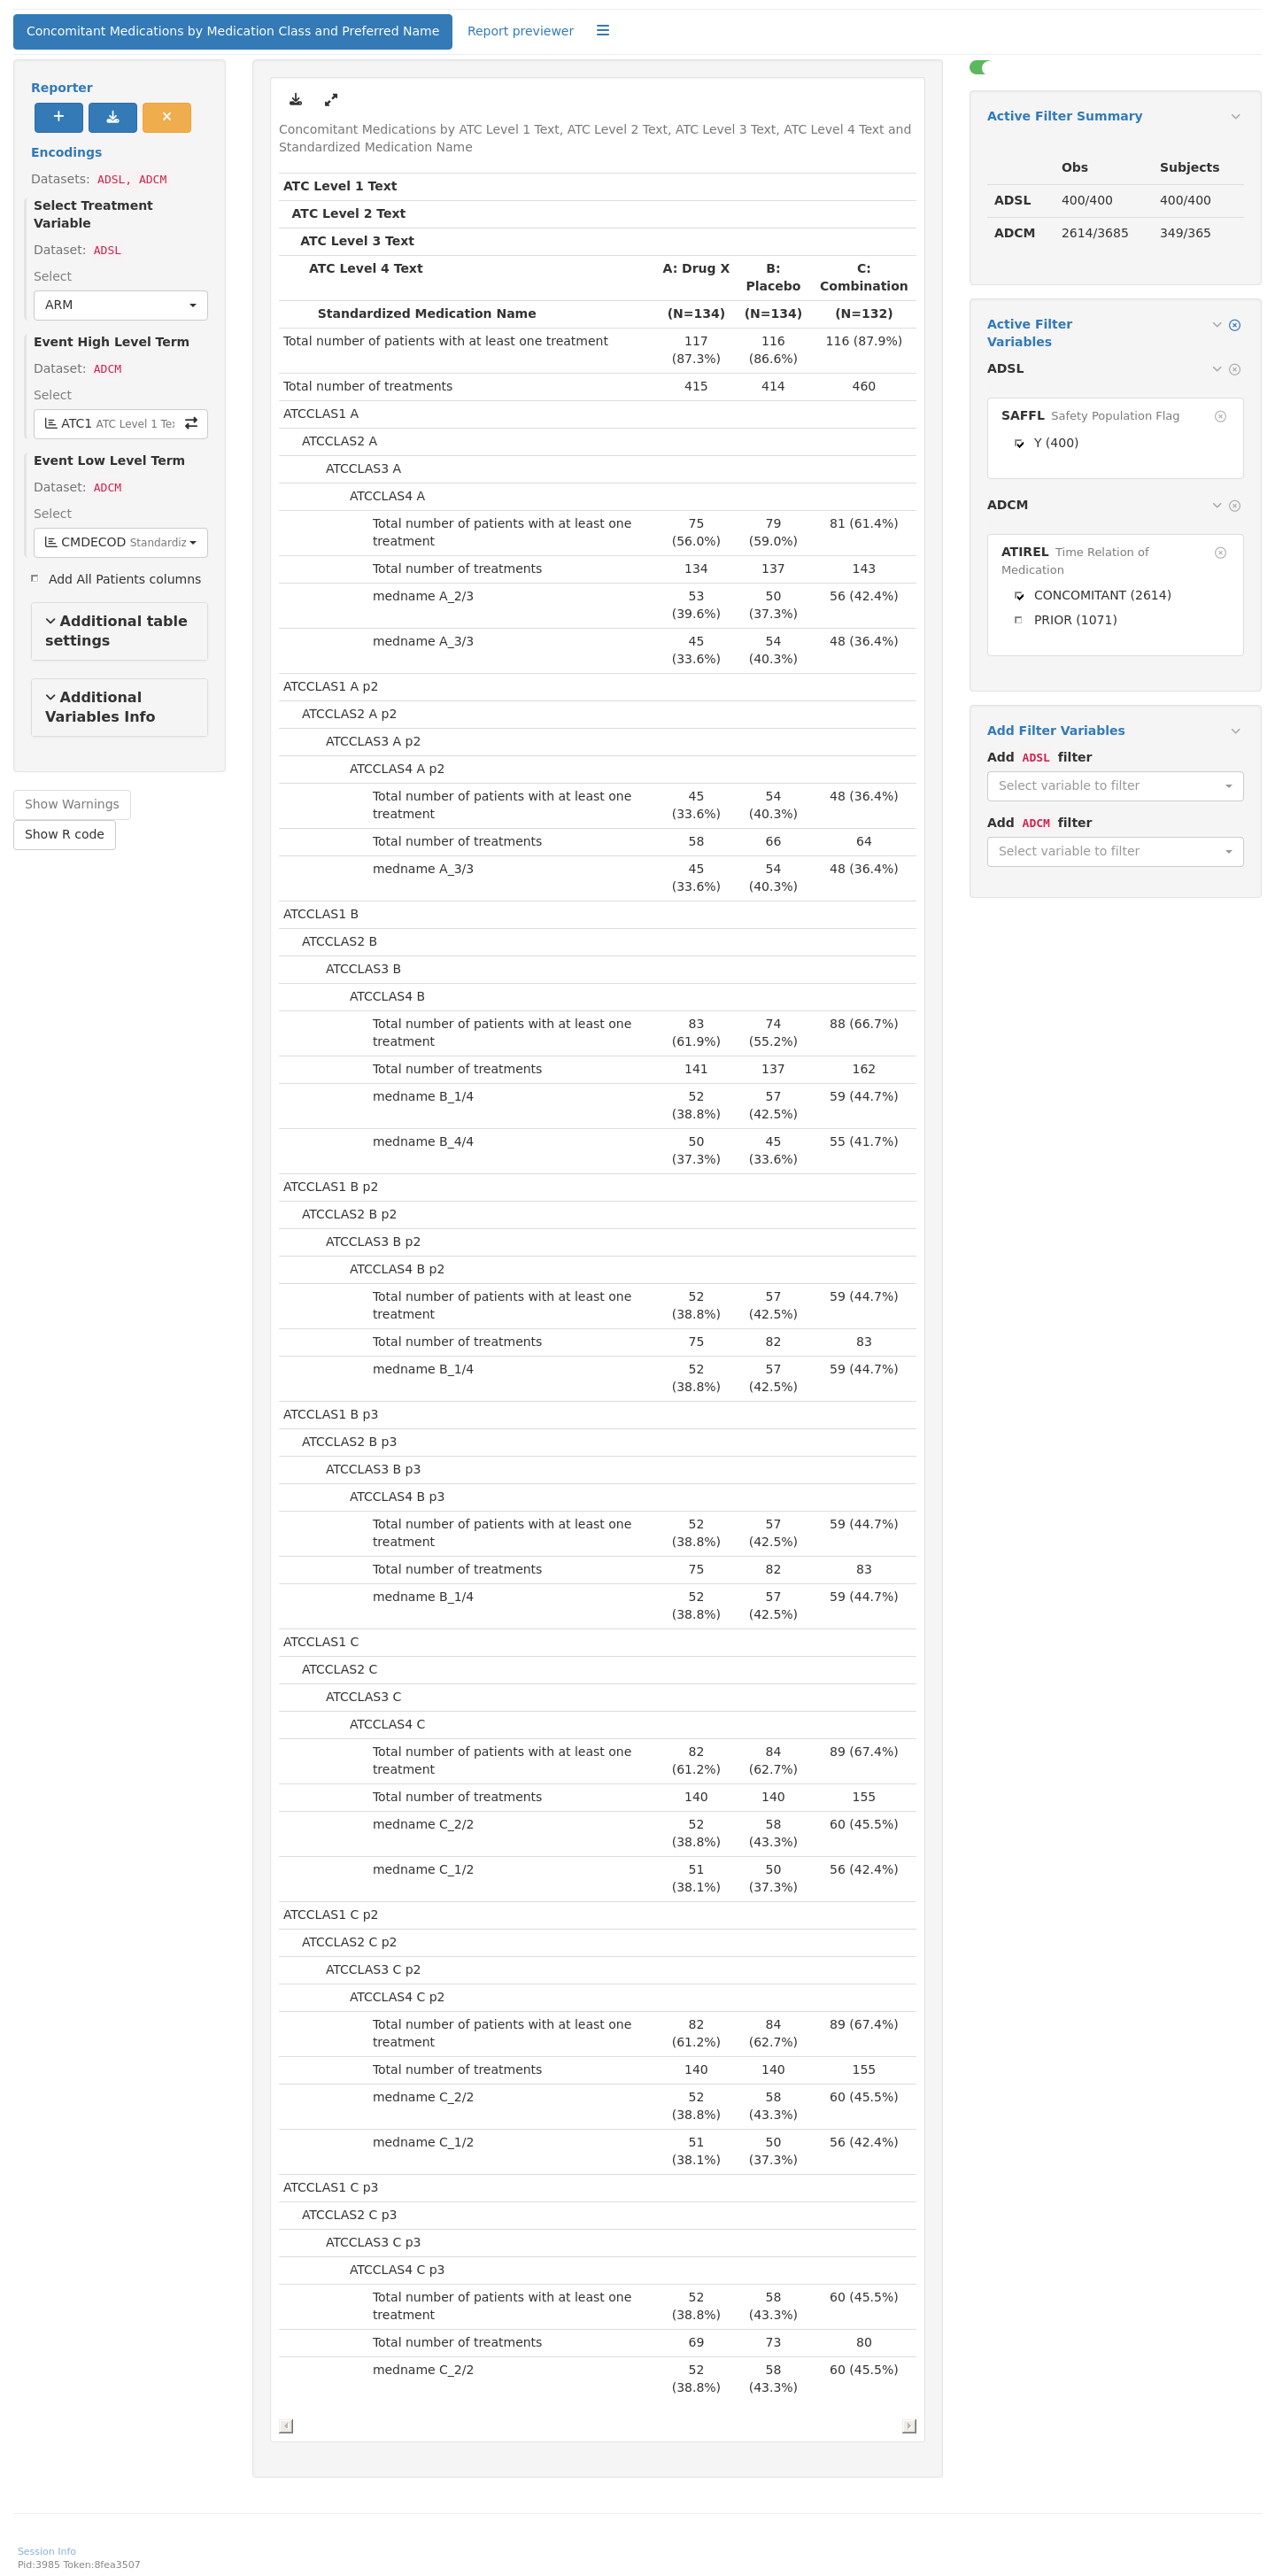 Concomitant Medications by Medication Class and Preferred Name
Report previewer
Reporter
Encodings
Datasets: ADSL, ADCM
Select Treatment
Variable
Dataset: ADSL
Select
ARM
Event High Level Term
Dataset: ADCM
Select
ATC1 ATC Level 1 Tex
Event Low Level Term
Dataset: ADCM
Select
CMDECOD Standardiz
Add All Patients columns
Additional table
settings
Additional
Variables Info
Show Warnings
Show R code
Concomitant Medications by ATC Level 1 Text, ATC Level 2 Text, ATC Level 3 Text, ATC Level 4 Text and
Standardized Medication Name
ATC Level 1 Text
ATC Level 2 Text
ATC Level 3 Text
ATC Level 4 Text A: Drug X B: C:
Placebo Combination
Standardized Medication Name (N=134) (N=134) (N=132)
Total number of patients with at least one treatment 117 116 116 (87.9%)
(87.3%) (86.6%)
Total number of treatments 415 414 460
ATCCLAS1 A
ATCCLAS2 A
ATCCLAS3 A
ATCCLAS4 A
Total number of patients with at least one 75 79 81 (61.4%)
treatment (56.0%) (59.0%)
Total number of treatments 134 137 143
medname A_2/3 53 50 56 (42.4%)
(39.6%) (37.3%)
medname A_3/3 45 54 48 (36.4%)
(33.6%) (40.3%)
ATCCLAS1 A p2
ATCCLAS2 A p2
ATCCLAS3 A p2
ATCCLAS4 A p2
Total number of patients with at least one 45 54 48 (36.4%)
treatment (33.6%) (40.3%)
Total number of treatments 58 66 64
medname A_3/3 45 54 48 (36.4%)
(33.6%) (40.3%)
ATCCLAS1 B
ATCCLAS2 B
ATCCLAS3 B
ATCCLAS4 B
Total number of patients with at least one 83 74 88 (66.7%)
treatment (61.9%) (55.2%)
Total number of treatments 141 137 162
medname B_1/4 52 57 59 (44.7%)
(38.8%) (42.5%)
medname B_4/4 50 45 55 (41.7%)
(37.3%) (33.6%)
ATCCLAS1 B p2
ATCCLAS2 B p2
ATCCLAS3 B p2
ATCCLAS4 B p2
Total number of patients with at least one 52 57 59 (44.7%)
treatment (38.8%) (42.5%)
Total number of treatments 75 82 83
medname B_1/4 52 57 59 (44.7%)
(38.8%) (42.5%)
ATCCLAS1 B p3
ATCCLAS2 B p3
ATCCLAS3 B p3
ATCCLAS4 B p3
Total number of patients with at least one 52 57 59 (44.7%)
treatment (38.8%) (42.5%)
Total number of treatments 75 82 83
medname B_1/4 52 57 59 (44.7%)
(38.8%) (42.5%)
ATCCLAS1 C
ATCCLAS2 C
ATCCLAS3 C
ATCCLAS4 C
Total number of patients with at least one 82 84 89 (67.4%)
treatment (61.2%) (62.7%)
Total number of treatments 140 140 155
medname C_2/2 52 58 60 (45.5%)
(38.8%) (43.3%)
medname C_1/2 51 50 56 (42.4%)
(38.1%) (37.3%)
ATCCLAS1 C p2
ATCCLAS2 C p2
ATCCLAS3 C p2
ATCCLAS4 C p2
Total number of patients with at least one 82 84 89 (67.4%)
treatment (61.2%) (62.7%)
Total number of treatments 140 140 155
medname C_2/2 52 58 60 (45.5%)
(38.8%) (43.3%)
medname C_1/2 51 50 56 (42.4%)
(38.1%) (37.3%)
ATCCLAS1 C p3
ATCCLAS2 C p3
ATCCLAS3 C p3
ATCCLAS4 C p3
Total number of patients with at least one 52 58 60 (45.5%)
treatment (38.8%) (43.3%)
Total number of treatments 69 73 80
medname C_2/2 52 58 60 (45.5%)
(38.8%) (43.3%)
Active Filter Summary
Obs Subjects
ADSL 400/400 400/400
ADCM 2614/3685 349/365
Active Filter
Variables
ADSL
SAFFL Safety Population Flag
Y (400)
ADCM
ATIREL Time Relation of
Medication
CONCOMITANT (2614)
PRIOR (1071)
Add Filter Variables
Add ADSL filter
Select variable to filter
Add ADCM filter
Select variable to filter
Session Info
Pid:3985 Token:8fea3507